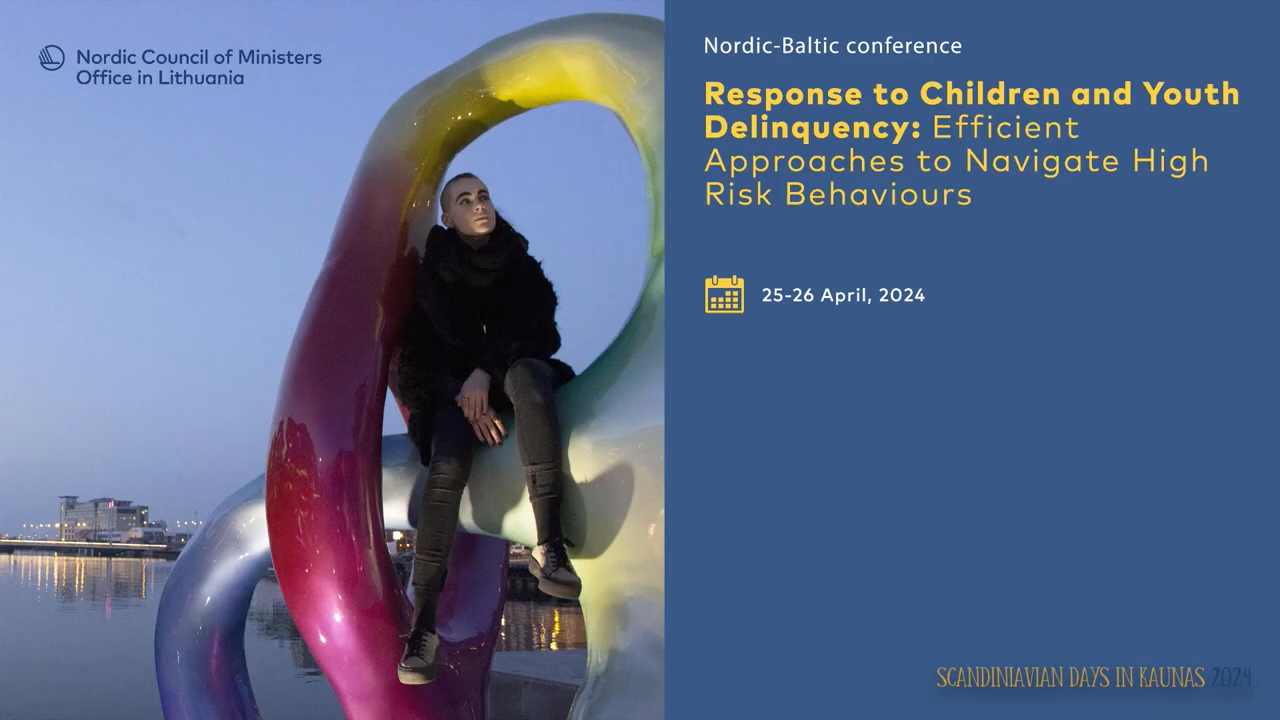 Nordic Council of Ministers
Office in Lithuania
Nordic-Baltic conference
Response to Children and Youth
Delinquency: Efficient
Approaches to Navigate High
Risk Behaviours
25-26 April, 2024
SCANDINIAVIAN DAYS IN KAUNAS 2024